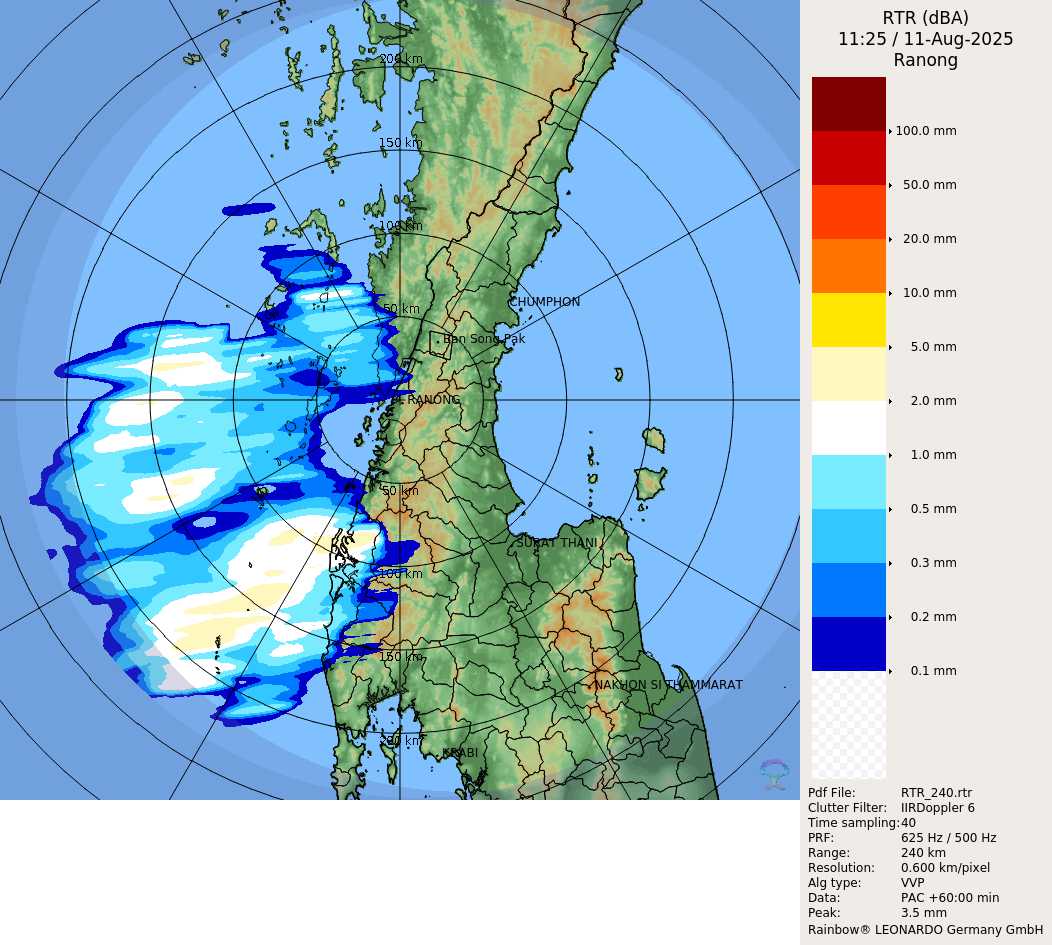 RTR (dBA)
11:25 / 11-Aug-2025
Ranong
100.0 mm
50.0 mm
20.0 mm
10.0 mm
5.0 mm
2.0 mm
1.0 mm
0.5 mm
0.3 mm
0.2 mm
0.1 mm
Pdf File: RTR_240.rtr
Clutter Filter: IIRDoppler 6
Time sampling: 40
PRF: 625 Hz / 500 Hz
Range: 240 km
Resolution: 0.600 km/pixel
Alg type: VVP
Data: PAC +60:00 min
Peak: 3.5 mm
Rainbow® LEONARDO Germany GmbH
200 km
150 km
100 km
50 km
CHUMPHON
Ban Song Pak
RANONG
50 km
SURAT THANI
100 km
150 km
NAKHON SI THAMMARAT
200 km
KRABI